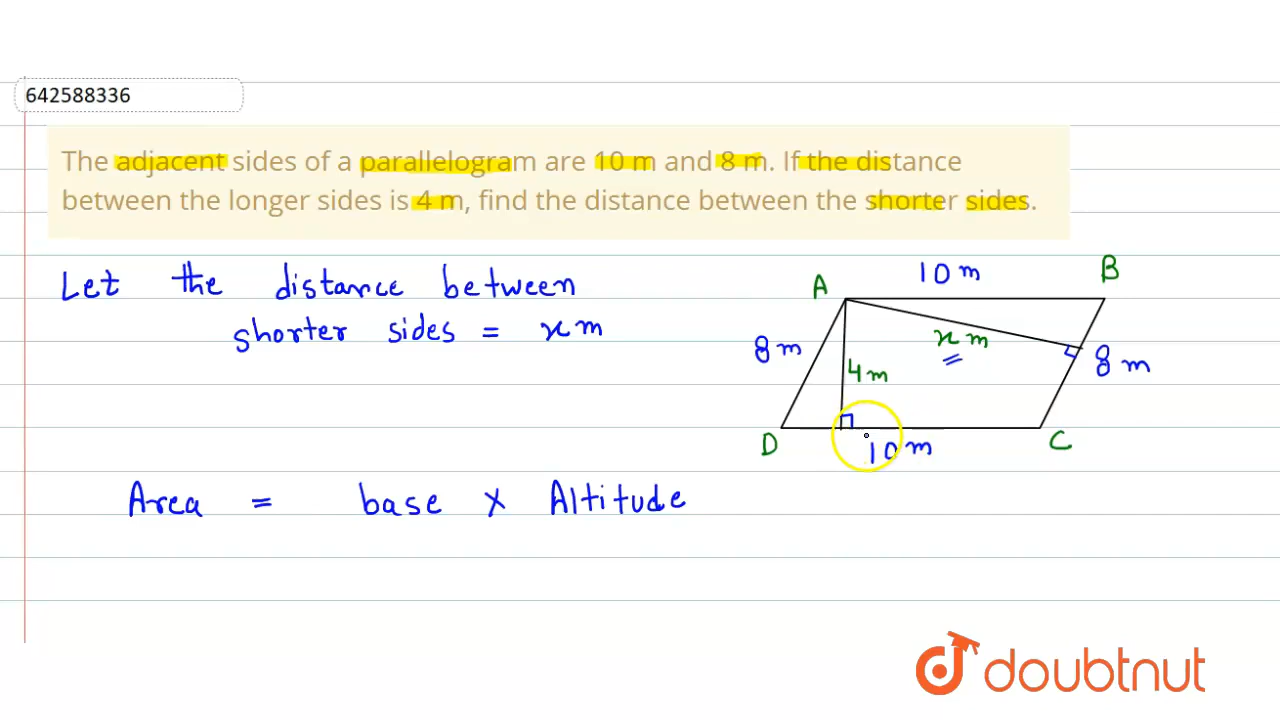 642588336
The adjacent sides of a parallelogram are 10 m and 8 m. If the distance
between the longer sides is 4 m, find the distance between the shorter sides.
Let the distance between
shorter sides = x m
A
10 m
B
8 m
4 m
x m
8 m
D
10 m
C
Area = base × Altitude
doubtnut